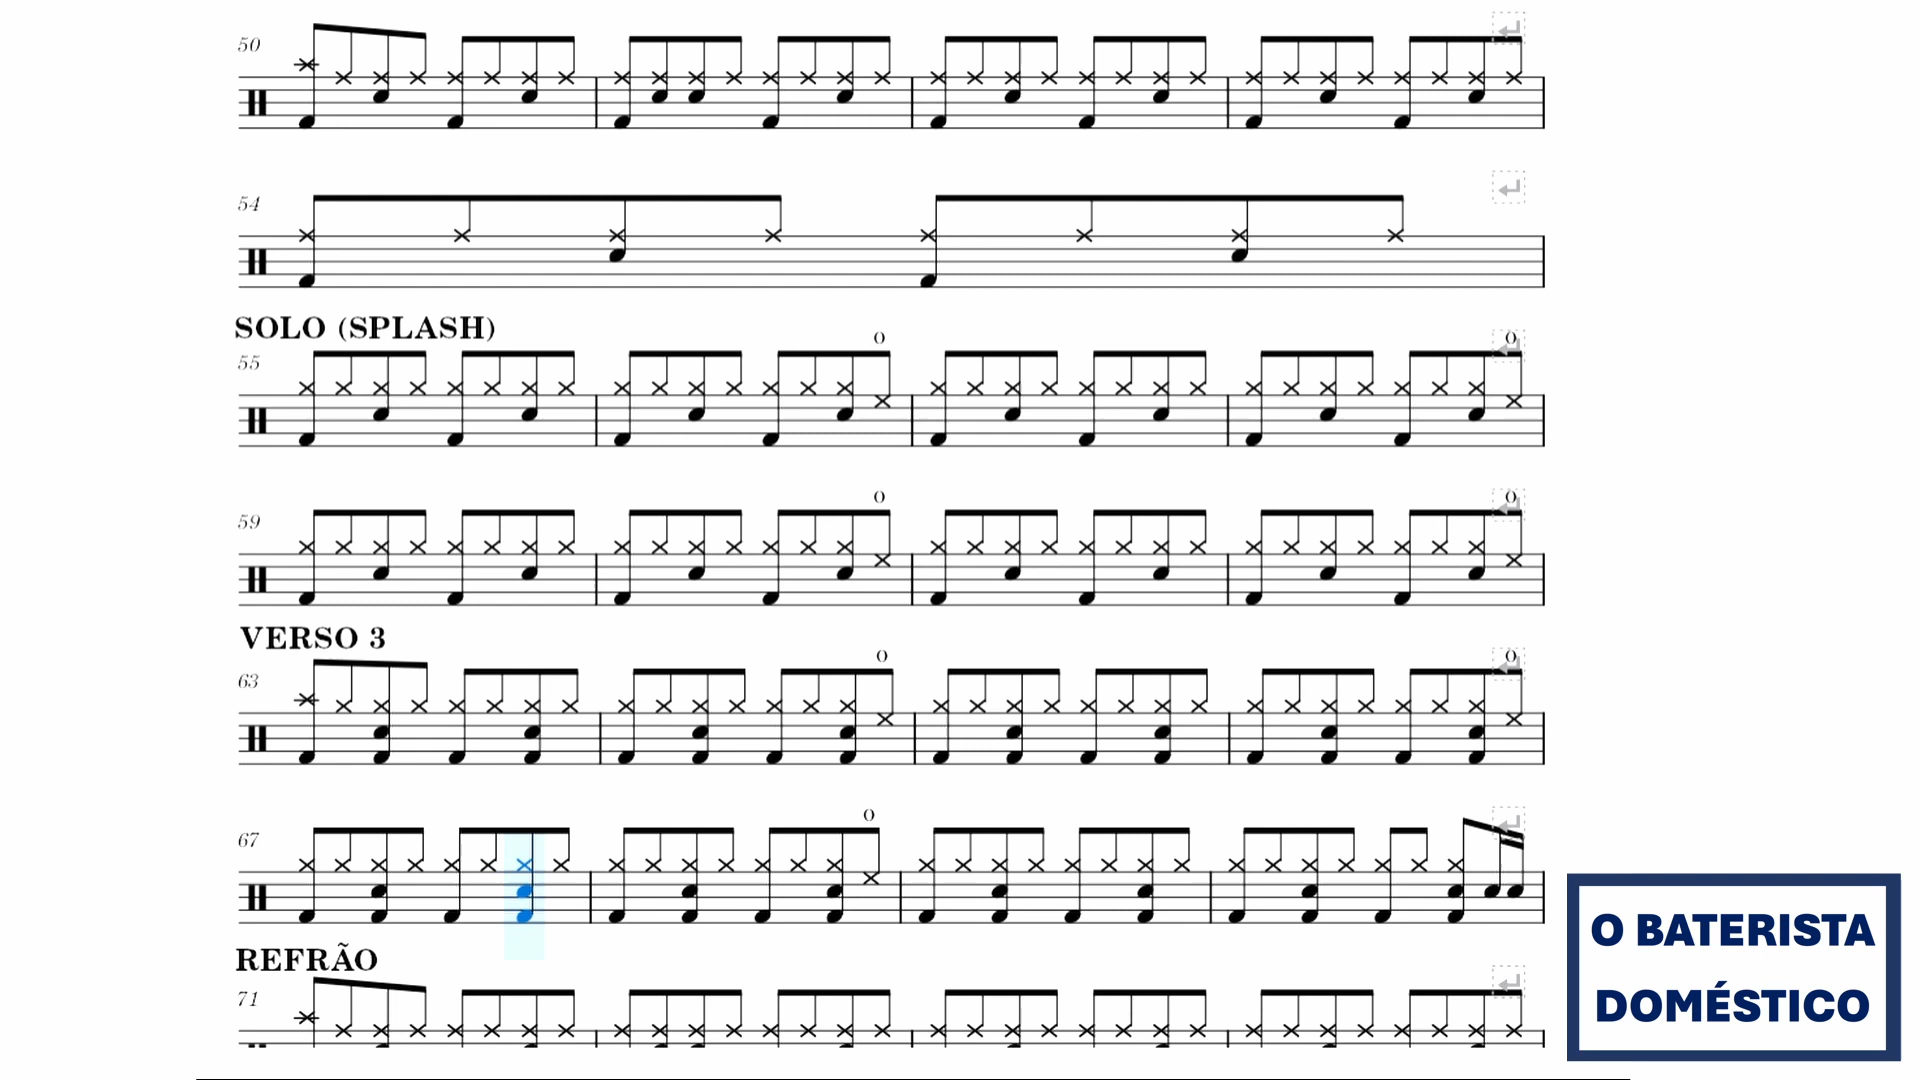 50
54
SOLO (SPLASH)
55
o
o
59
o
o
VERSO 3
63
o
o
67
o
REFRÃO
71
O BATERISTA
DOMÉSTICO